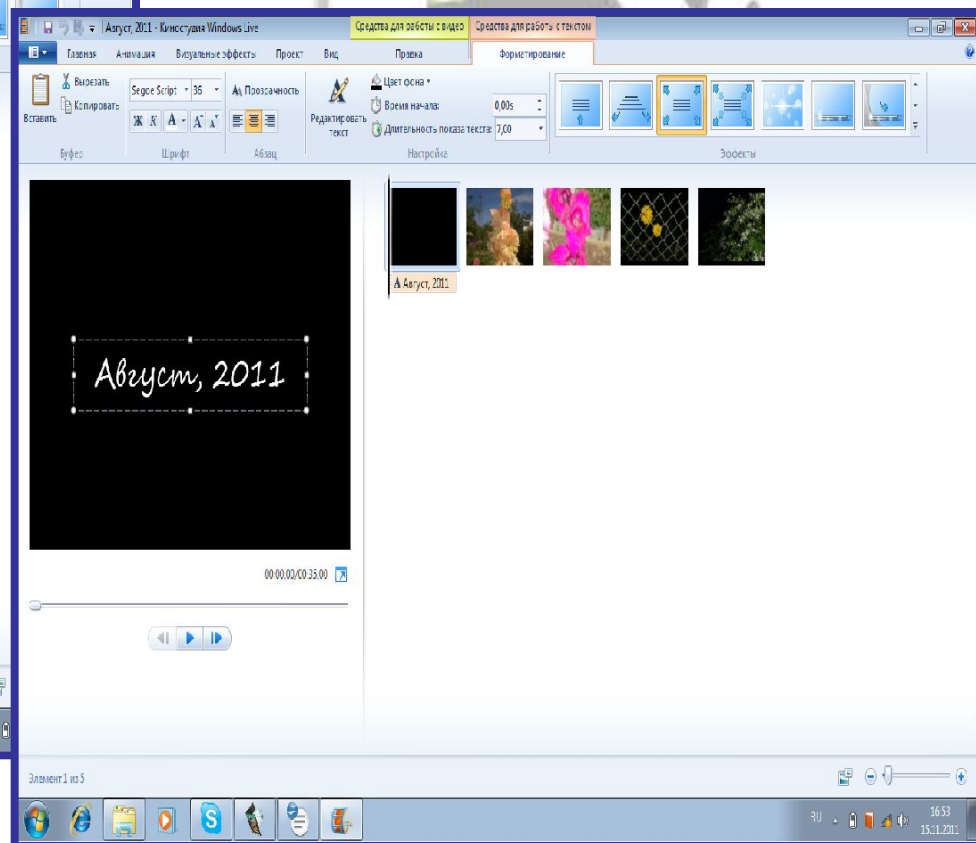 Август, 2011 - Киностудия Windows Live
Средства для работы с видео
Средства для работы с текстом
Главная
Анимация
Визуальные эффекты
Проект
Вид
Правка
Форматирование
Вставить
Вырезать
Копировать
Буфер
Segoe Script
36
Ж К А А А
Шрифт
Прозрачность
Абзац
Редактировать текст
Цвет фона
Время начала: 0,00s
Длительность показа текста: 7,00
Настройка
Эффекты
Август, 2011
А Август, 2011
00:00,00/00:35,00
Элемент 1 из 5
RU
16:53
15.11.2011